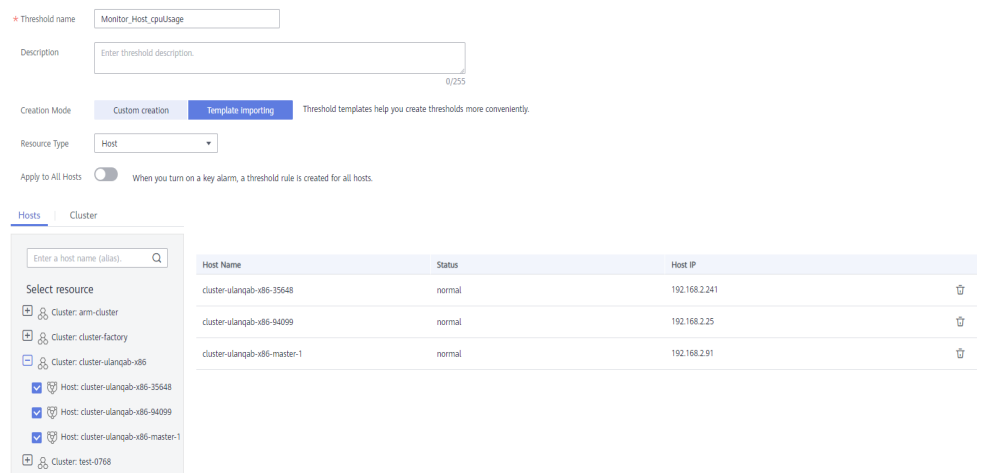 * Threshold name Monitor_Host_cpuUsage
Description Enter threshold description.
0/255
Creation Mode Custom creation Template importing Threshold templates help you create thresholds more conveniently.
Resource Type Host
Apply to All Hosts When you turn on a key alarm, a threshold rule is created for all hosts.
Hosts Cluster
Enter a host name (alias).
Select resource
Cluster: arm-cluster
Cluster: cluster-factory
Cluster: cluster-ulanqab-x86
Host: cluster-ulanqab-x86-35648
Host: cluster-ulanqab-x86-94099
Host: cluster-ulanqab-x86-master-1
Cluster: test-0768
Host Name Status Host IP
cluster-ulanqab-x86-35648 normal 192.168.2.241
cluster-ulanqab-x86-94099 normal 192.168.2.25
cluster-ulanqab-x86-master-1 normal 192.168.2.91